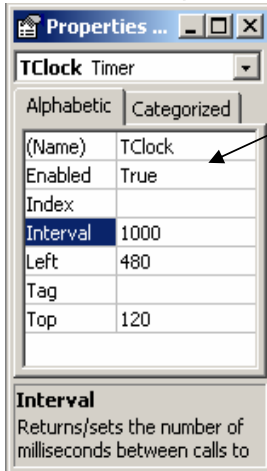 Properties ...
TClock Timer
Alphabetic Categorized
(Name) TClock
Enabled True
Index
Interval 1000
Left 480
Tag
Top 120
Interval
Returns/sets the number of
milliseconds between calls to